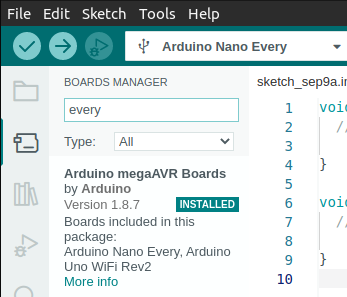 File Edit Sketch Tools Help
Arduino Nano Every
BOARDS MANAGER
every
Type: All
Arduino megaAVR Boards
by Arduino
Version 1.8.7 INSTALLED
Boards included in this
package:
Arduino Nano Every, Arduino
Uno WiFi Rev2
More info
sketch_sep9a.in
1 void
2 //
3
4 }
5
6 void
7 //
8
9 }
10